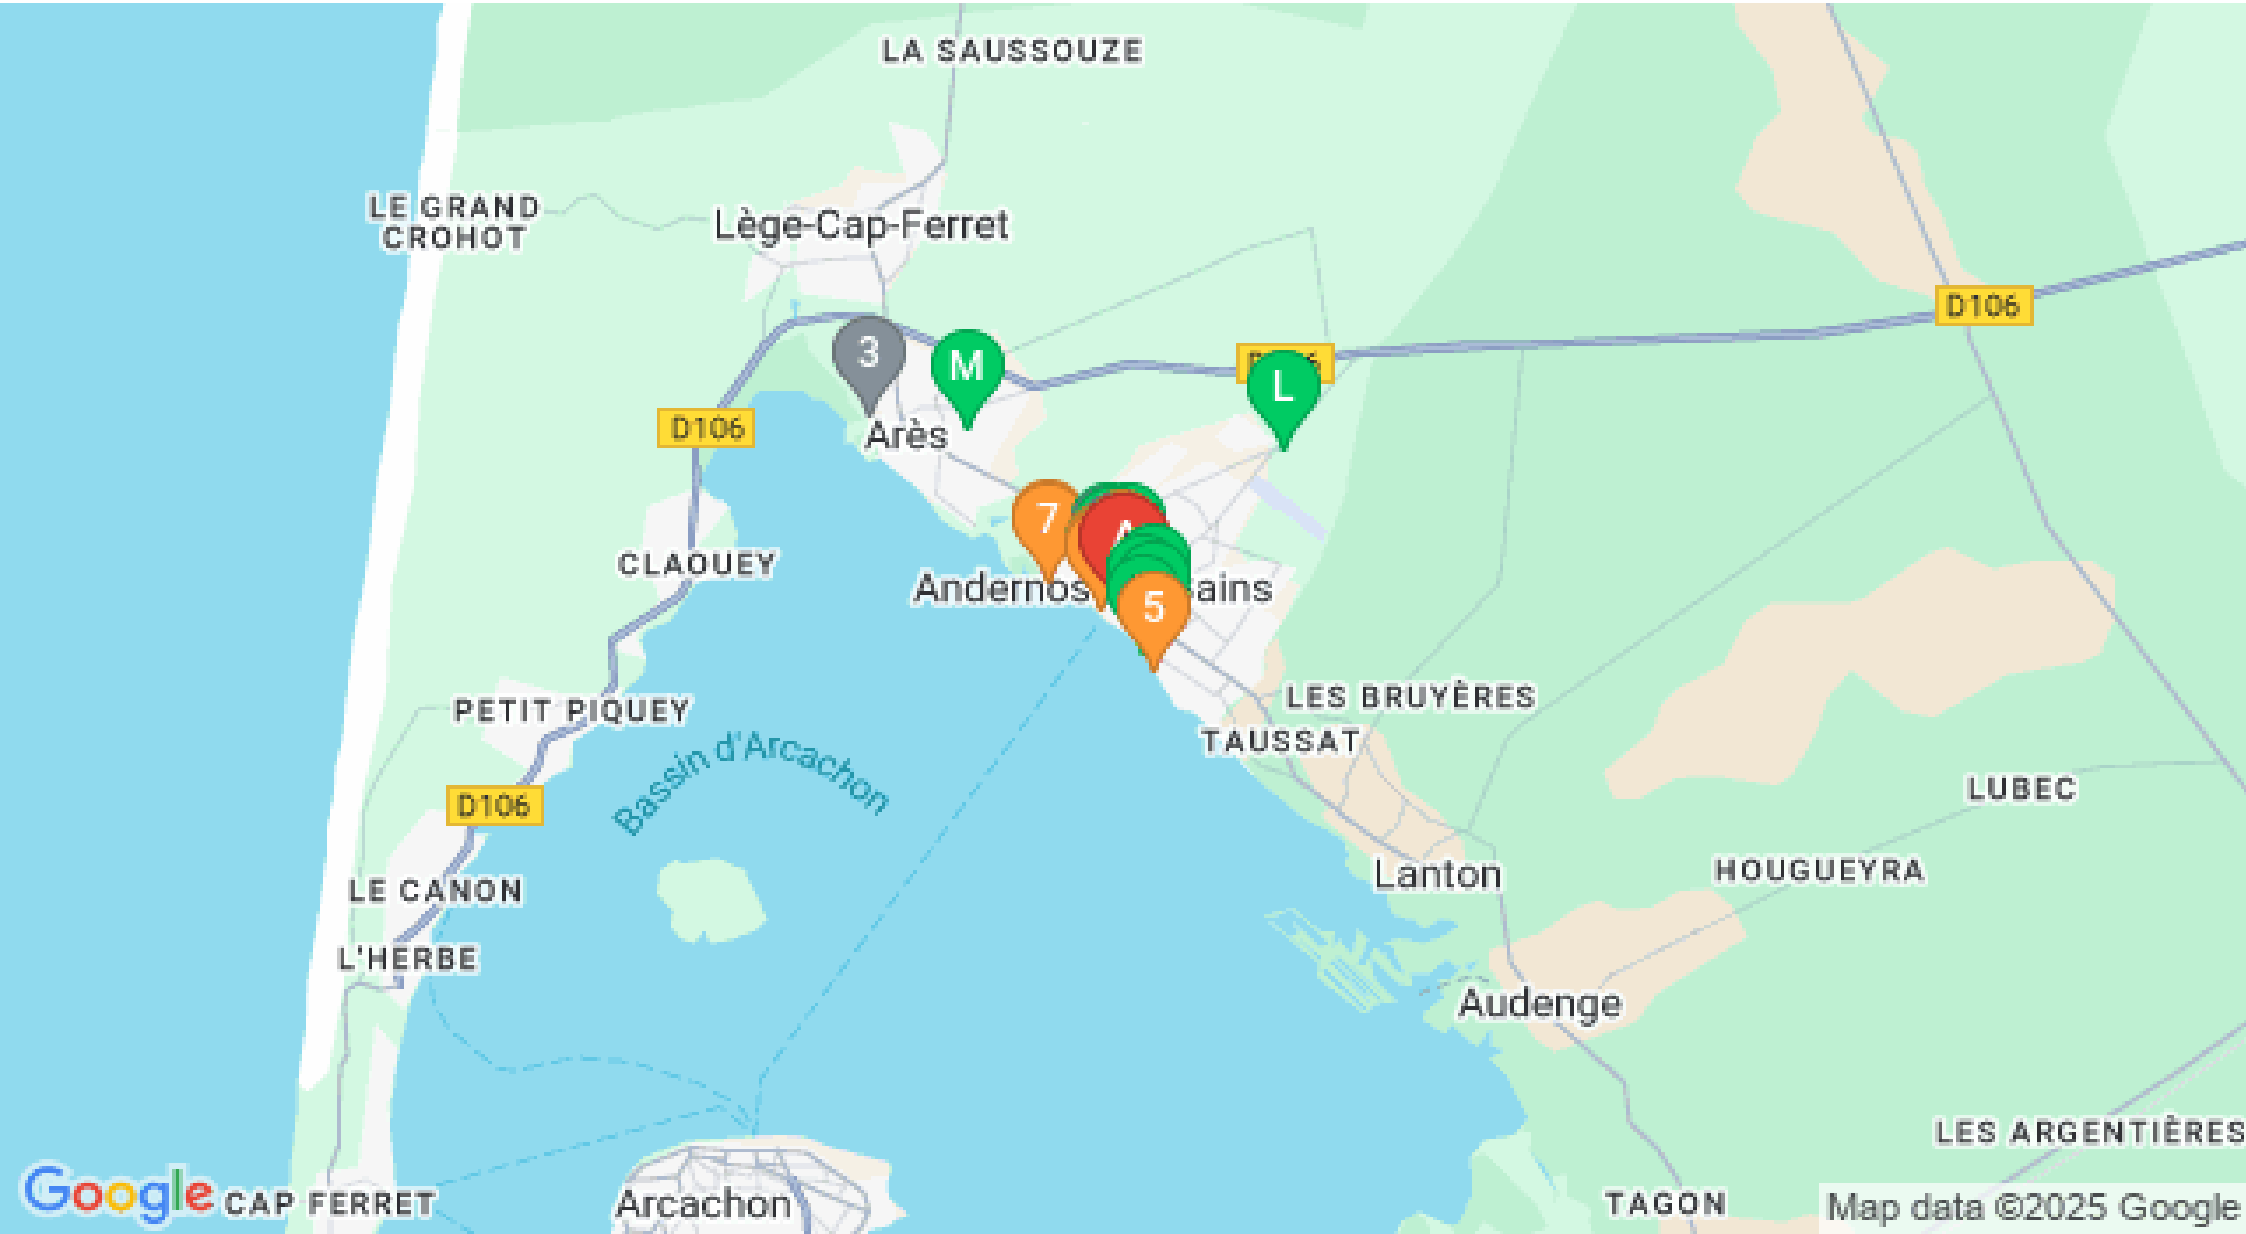 LA SAUSSOUZE
LE GRAND
CROHOT
Lège-Cap-Ferret
D106
3
M
L
D106
Arès
7
A
CLAOUEY
Andernos
ains
5
PETIT PIQUEY
LES BRUYÈRES
TAUSSAT
Bassin d'Arcachon
LUBEC
D106
LE CANON
Lanton
HOUGUEYRA
L'HERBE
Audenge
LES ARGENTIÈRES
Google
CAP FERRET
Arcachon
TAGON
Map data ©2025 Google